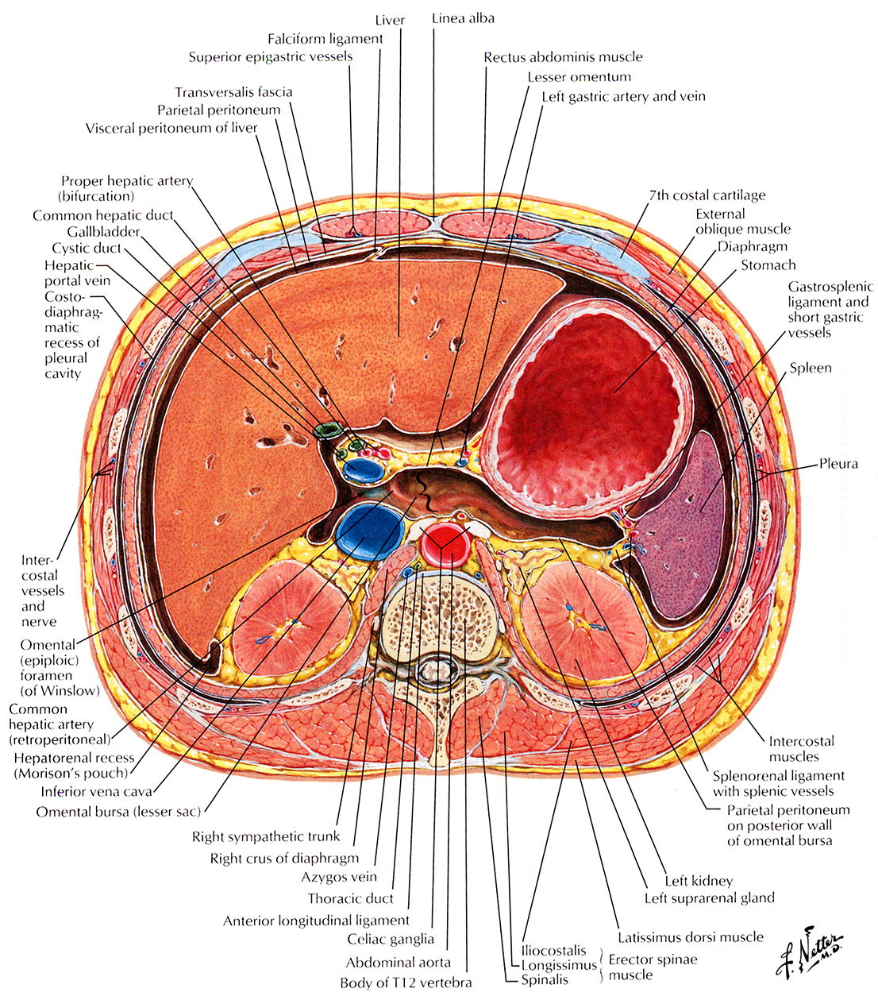 Liver
Linea alba
Falciform ligament
Superior epigastric vessels
Rectus abdominis muscle
Lesser omentum
Left gastric artery and vein
Transversalis fascia
Parietal peritoneum
Visceral peritoneum of liver
Proper hepatic artery
(bifurcation)
Common hepatic duct
Gallbladder
Cystic duct
Hepatic
portal vein
Costo-
diaphrag-
matic
recess of
pleural
cavity
7th costal cartilage
External
oblique muscle
Diaphragm
Stomach
Gastrosplenic
ligament and
short gastric
vessels
Spleen
Pleura
Inter-
costal
vessels
and
nerve
Omental
(epiploic)
foramen
(of Winslow)
Common
hepatic artery
(retroperitoneal)
Hepatorenal recess
(Morison's pouch)
Inferior vena cava
Omental bursa (lesser sac)
Right sympathetic trunk
Right crus of diaphragm
Azygos vein
Thoracic duct
Anterior longitudinal ligament
Celiac ganglia
Abdominal aorta
Body of T12 vertebra
Intercostal
muscles
Splenorenal ligament
with splenic vessels
Parietal peritoneum
on posterior wall
of omental bursa
Left kidney
Left suprarenal gland
Latissimus dorsi muscle
Iliocostalis
Longissimus
Spinalis
Erector spinae
muscle
F. Netter
M.D.